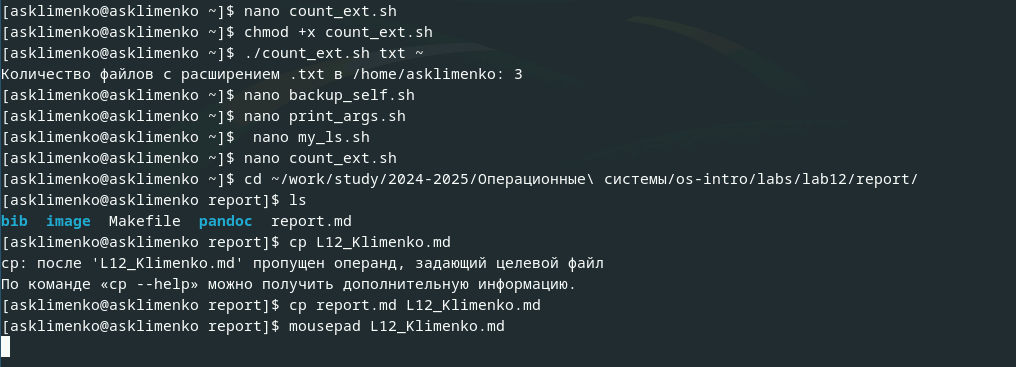 [asklimenko@asklimenko ~]$ nano count_ext.sh
[asklimenko@asklimenko ~]$ chmod +x count_ext.sh
[asklimenko@asklimenko ~]$ ./count_ext.sh txt ~
Количество файлов с расширением .txt в /home/asklimenko: 3
[asklimenko@asklimenko ~]$ nano backup_self.sh
[asklimenko@asklimenko ~]$ nano print_args.sh
[asklimenko@asklimenko ~]$  nano my_ls.sh
[asklimenko@asklimenko ~]$ nano count_ext.sh
[asklimenko@asklimenko ~]$ cd ~/work/study/2024-2025/Операционные\ системы/os-intro/labs/lab12/report/
[asklimenko@asklimenko report]$ ls
bib  image  Makefile  pandoc  report.md
[asklimenko@asklimenko report]$ cp L12_Klimenko.md
cp: после 'L12_Klimenko.md' пропущен операнд, задающий целевой файл
По команде «cp --help» можно получить дополнительную информацию.
[asklimenko@asklimenko report]$ cp report.md L12_Klimenko.md
[asklimenko@asklimenko report]$ mousepad L12_Klimenko.md